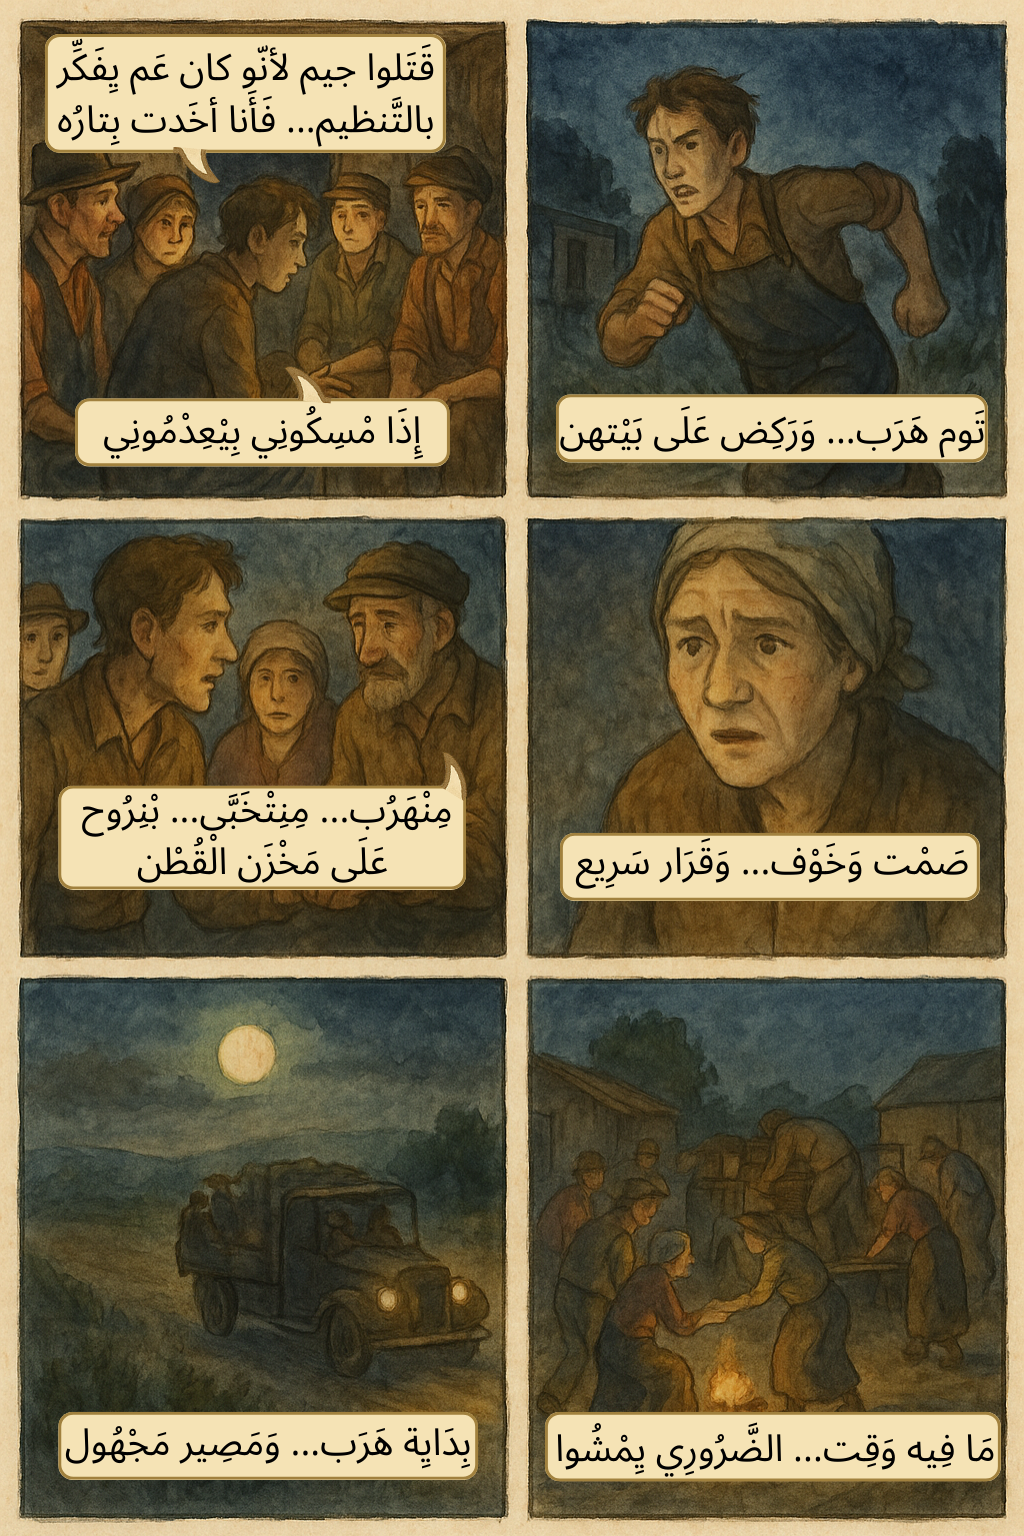 تَوم هَرَب... وَرَكِض عَلَى بَيْتهن
قَتَلوا جيم لأنّو كان عَم يِفَكِّر
بالتَّنظيم... فَأَنا أخَدت بِتارُه
إِذَا مْسِكُونِي بِيْعِدْمُونِي
صَمْت وَخَوْف... وَقَرَار سَرِيع
مِنْهَرُب... مِنِتْخَبَّى... بْنِرُوح
عَلَى مَخْزَن الْقُطْن
مَا فِيه وَقِت... الضَّرُورِي يِمْشُوا
بِدَايِة هَرَب... وَمَصِير مَجْهُول